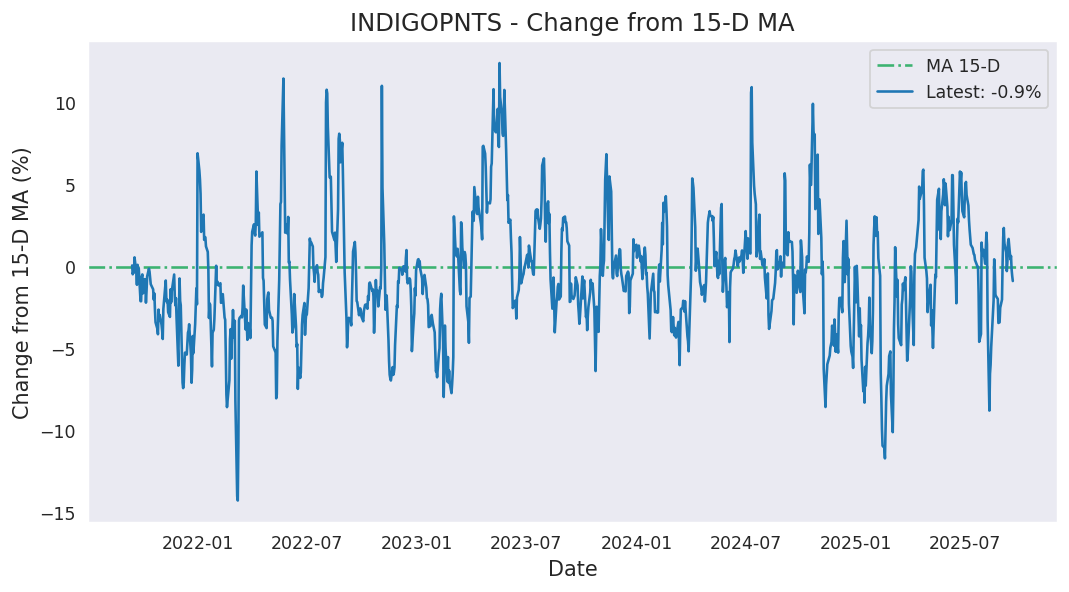 INDIGOPNTS - Change from 15-D MA
MA 15-D
Latest: -0.9%
Change from 15-D MA (%)
10
5
0
−5
−10
−15
2022-01
2022-07
2023-01
2023-07
2024-01
2024-07
2025-01
2025-07
Date